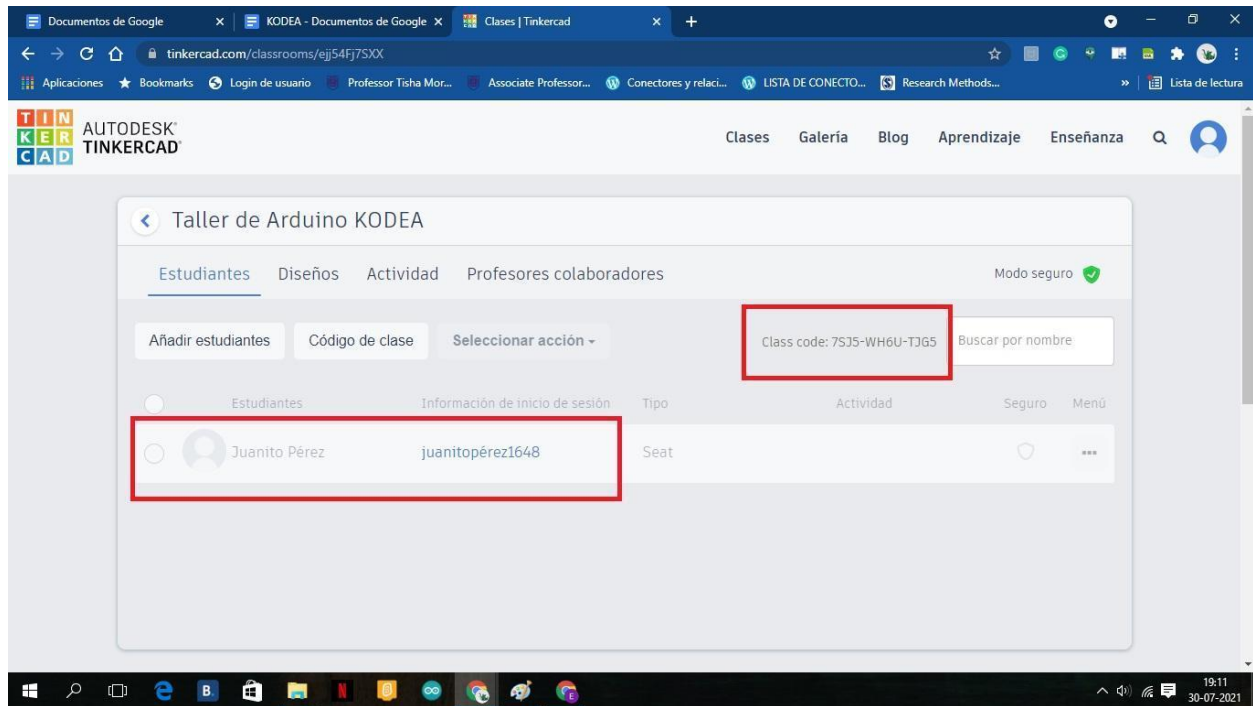 Documentos de Google
KODEA - Documentos de Google
Clases | Tinkercad
tinkercad.com/classrooms/ejj54Fj7SXX
Aplicaciones Bookmarks Login de usuario Professor Tisha Mor... Associate Professor... Conectores y relaci... LISTA DE CONECTO... Research Methods... » Lista de lectura
TIN
KER
CAD
AUTODESK®
TINKERCAD®
Clases Galería Blog Aprendizaje Enseñanza
Taller de Arduino KODEA
Estudiantes Diseños Actividad Profesores colaboradores Modo seguro
Añadir estudiantes Código de clase Seleccionar acción Class code: 7SJ5-WH6U-TJG5 Buscar por nombre
Estudiantes Información de inicio de sesión Tipo Actividad Seguro Menú
Juanito Pérez juanitopérez1648 Seat
19:11
30-07-2021